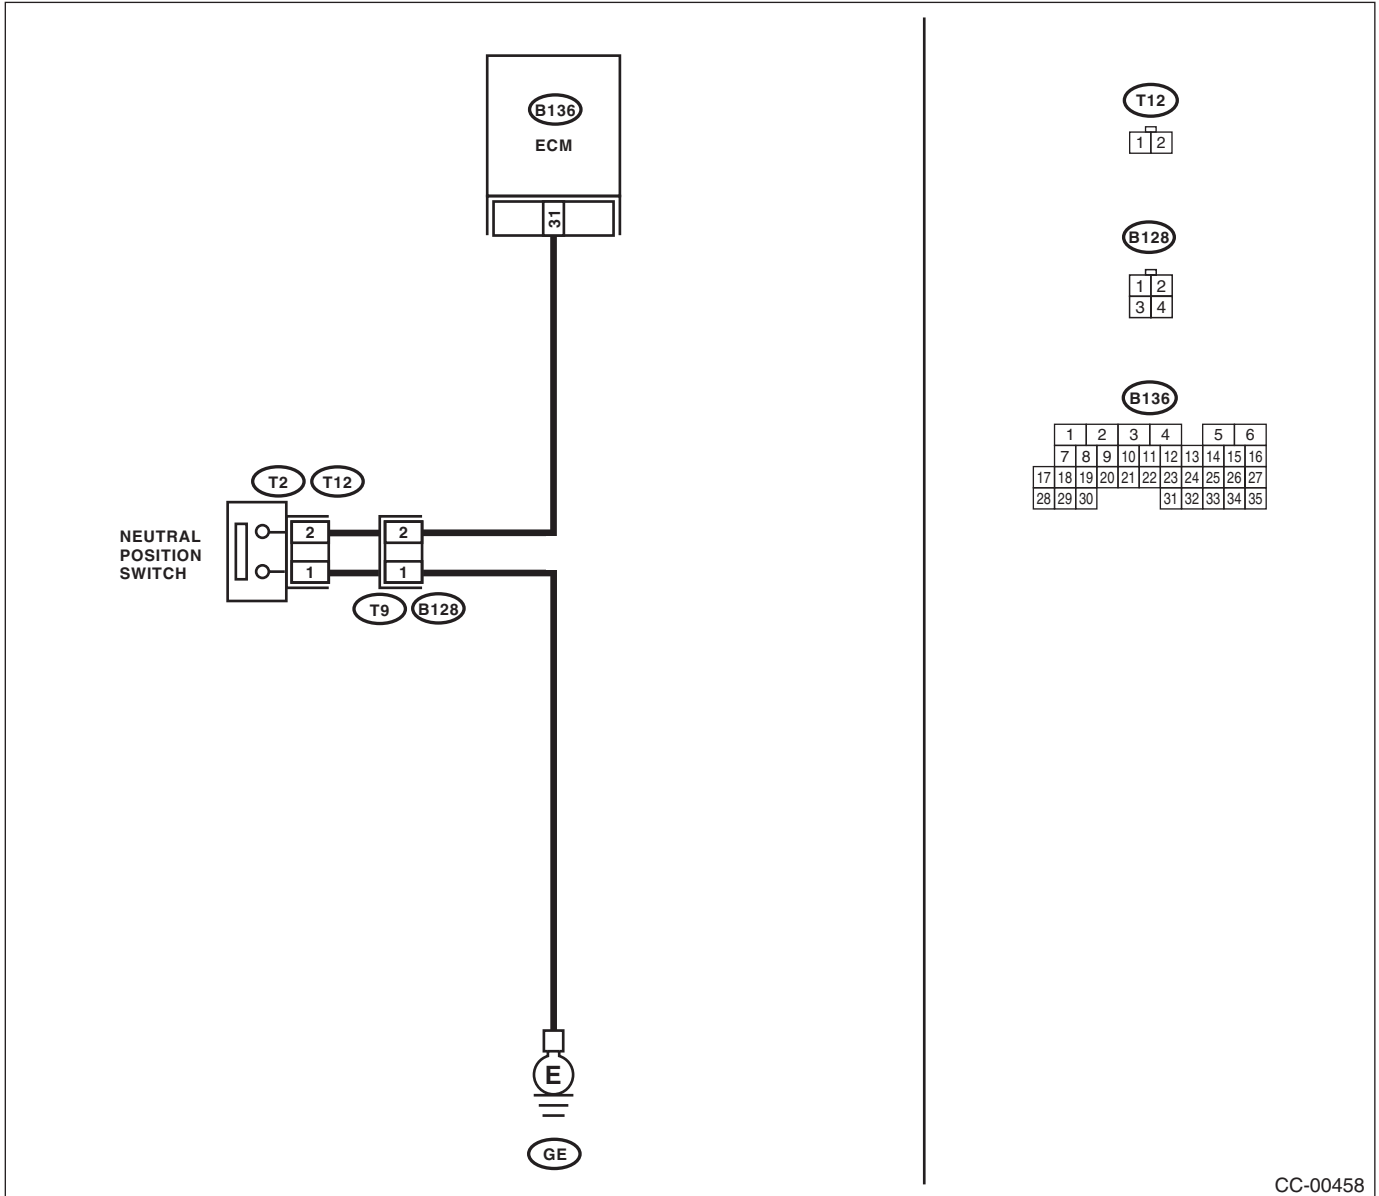 B136
ECM
31
T2 T12
NEUTRAL
POSITION
SWITCH
2 2
1 1
T9 B128
E
GE
T12
1 2
B128
1 2
3 4
B136
1 2 3 4 5 6
7 8 9 10 11 12 13 14 15 16
17 18 19 20 21 22 23 24 25 26 27
28 29 30 31 32 33 34 35
CC-00458